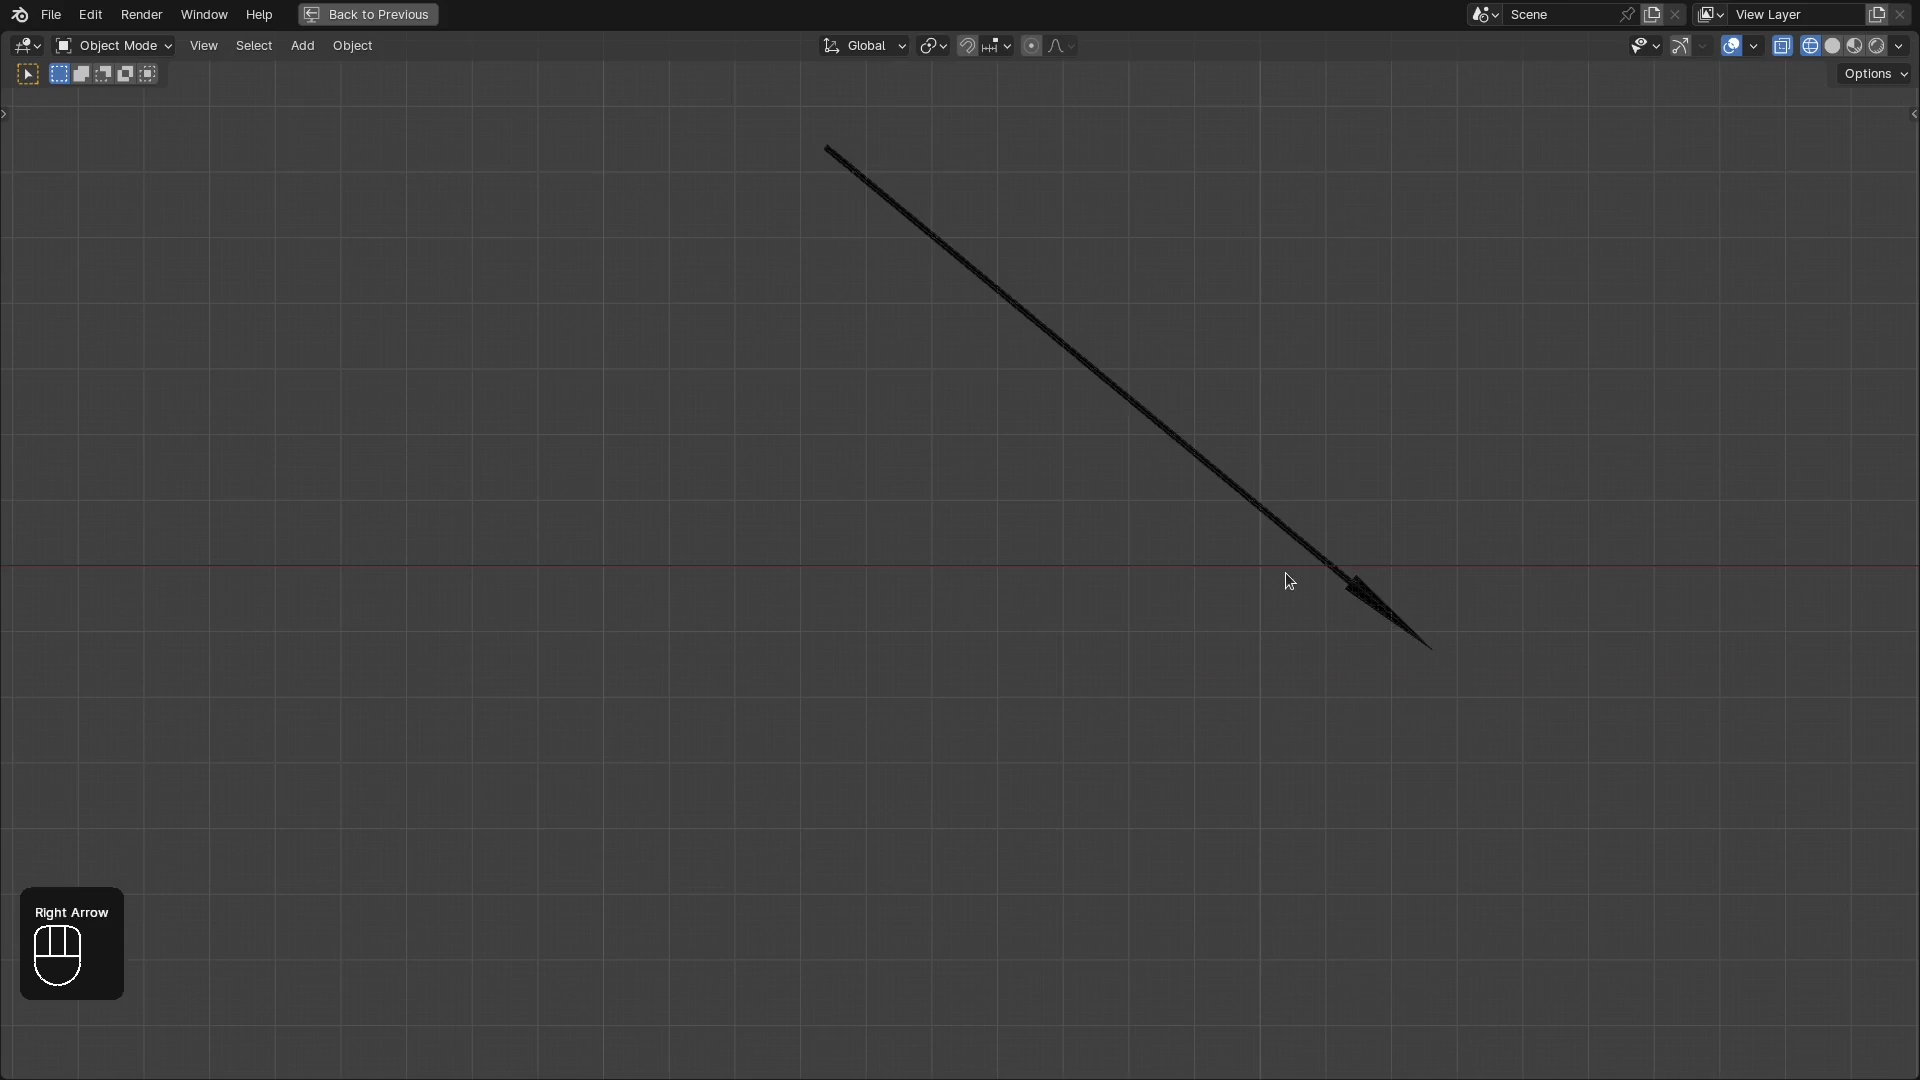 File Edit Render Window Help Back to Previous Scene View Layer
Object Mode View Select Add Object Global
Options
Right Arrow